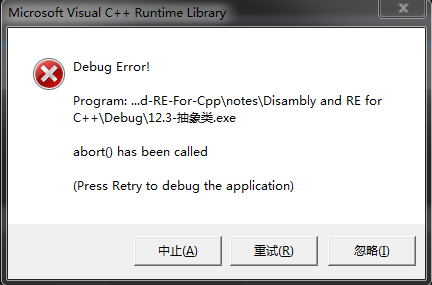 Microsoft Visual C++ Runtime Library
Debug Error!
Program: ...d-RE-For-Cpp\notes\Disambly and RE for
C++\Debug\12.3-抽象类.exe
abort() has been called
(Press Retry to debug the application)
中止(A)
重试(R)
忽略(I)